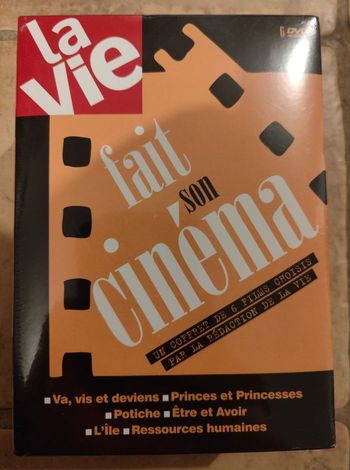 la
vie
6 DVD
fait
son
cinéma
UN COFFRET DE 6 FILMS CHOISIS
PAR LA RÉDACTION DE LA VIE
■ Va, vis et deviens ■ Princes et Princesses
■ Potiche ■ Être et Avoir
■ L'Île ■ Ressources humaines